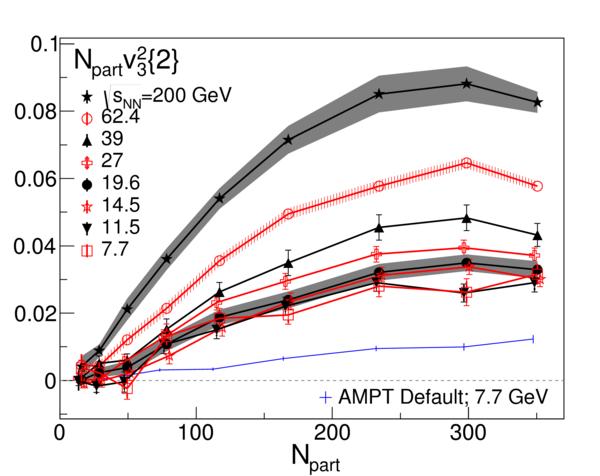 0.1
N_part v_3^2{2}
√s_NN=200 GeV
62.4
39
27
19.6
14.5
11.5
7.7
0.08
0.06
0.04
0.02
0
AMPT Default; 7.7 GeV
0 100 200 300
N_part